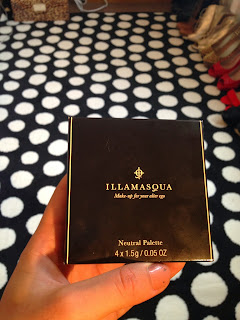 ILLAMASQUA
Make-up for your alter ego
Neutral Palette
4 x 1.5g / 0.05 OZ